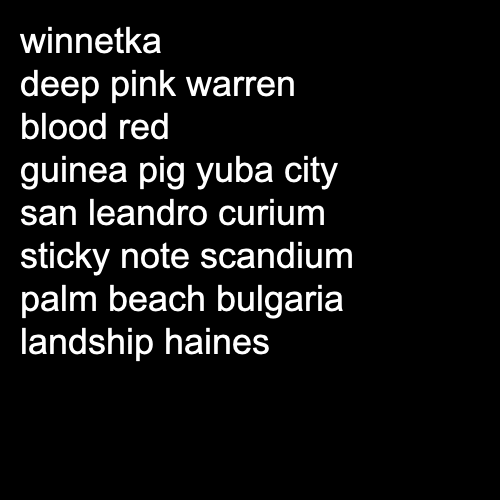 winnetka
deep pink warren
blood red
guinea pig yuba city
san leandro curium
sticky note scandium
palm beach bulgaria
landship haines